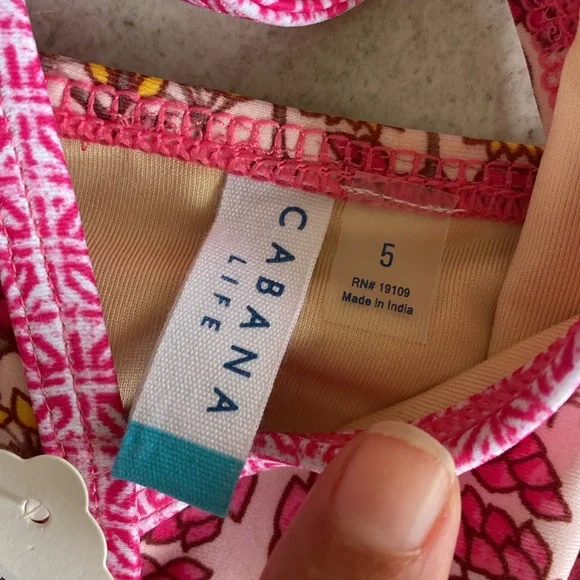 CABANA
LIFE
5
RN# 19109
Made in India